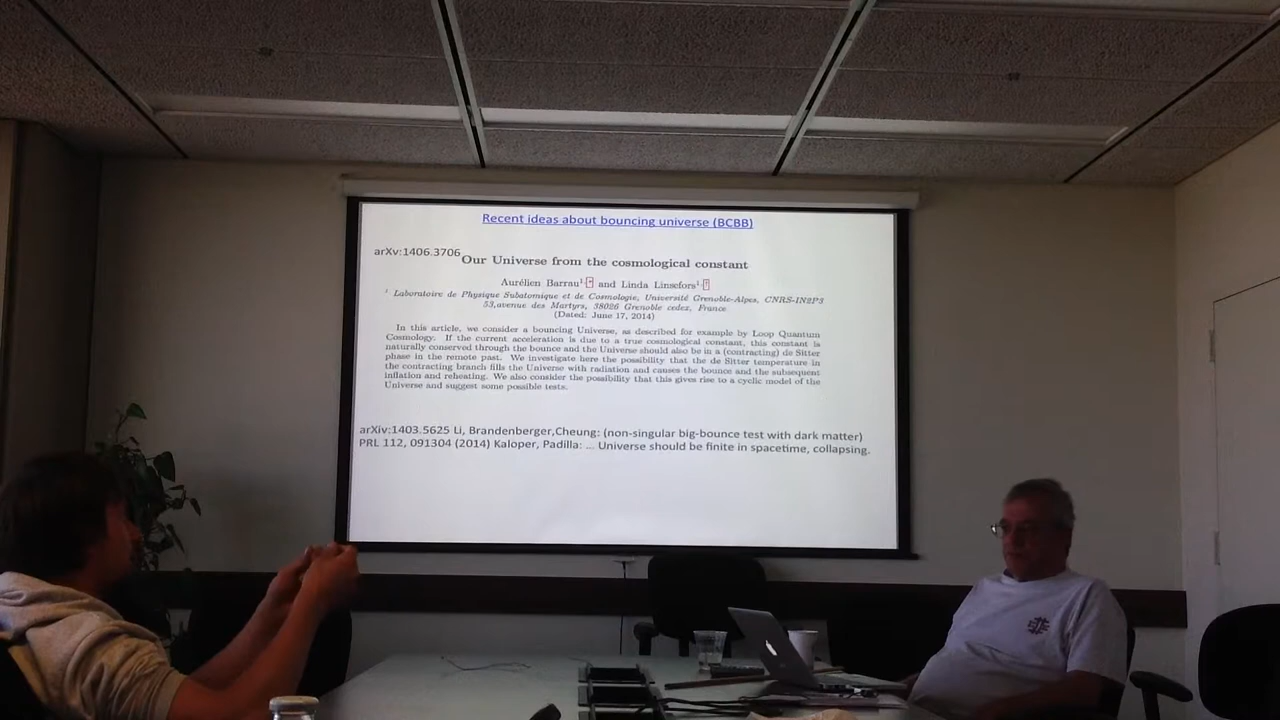 Recent ideas about bouncing universe (BCBB)
arXv:1406.3706
Our Universe from the cosmological constant
Aurélien Barrau¹,* and Linda Linsefors¹,†
¹ Laboratoire de Physique Subatomique et de Cosmologie, Université Grenoble-Alpes, CNRS-IN2P3
53,avenue des Martyrs, 38026 Grenoble cedex, France
(Dated: June 17, 2014)
In this article, we consider a bouncing Universe, as described for example by Loop Quantum
Cosmology. If the current acceleration is due to a true cosmological constant, this constant is
naturally conserved through the bounce and the Universe should also be in a (contracting) de Sitter
phase in the remote past. We investigate here the possibility that the de Sitter temperature in
the contracting branch fills the Universe with radiation and causes the bounce and the subsequent
inflation and reheating. We also consider the possibility that this gives rise to a cyclic model of the
Universe and suggest some possible tests.
arXiv:1403.5625 Li, Brandenberger,Cheung: (non-singular big-bounce test with dark matter)
PRL 112, 091304 (2014) Kaloper, Padilla: ... Universe should be finite in spacetime, collapsing.